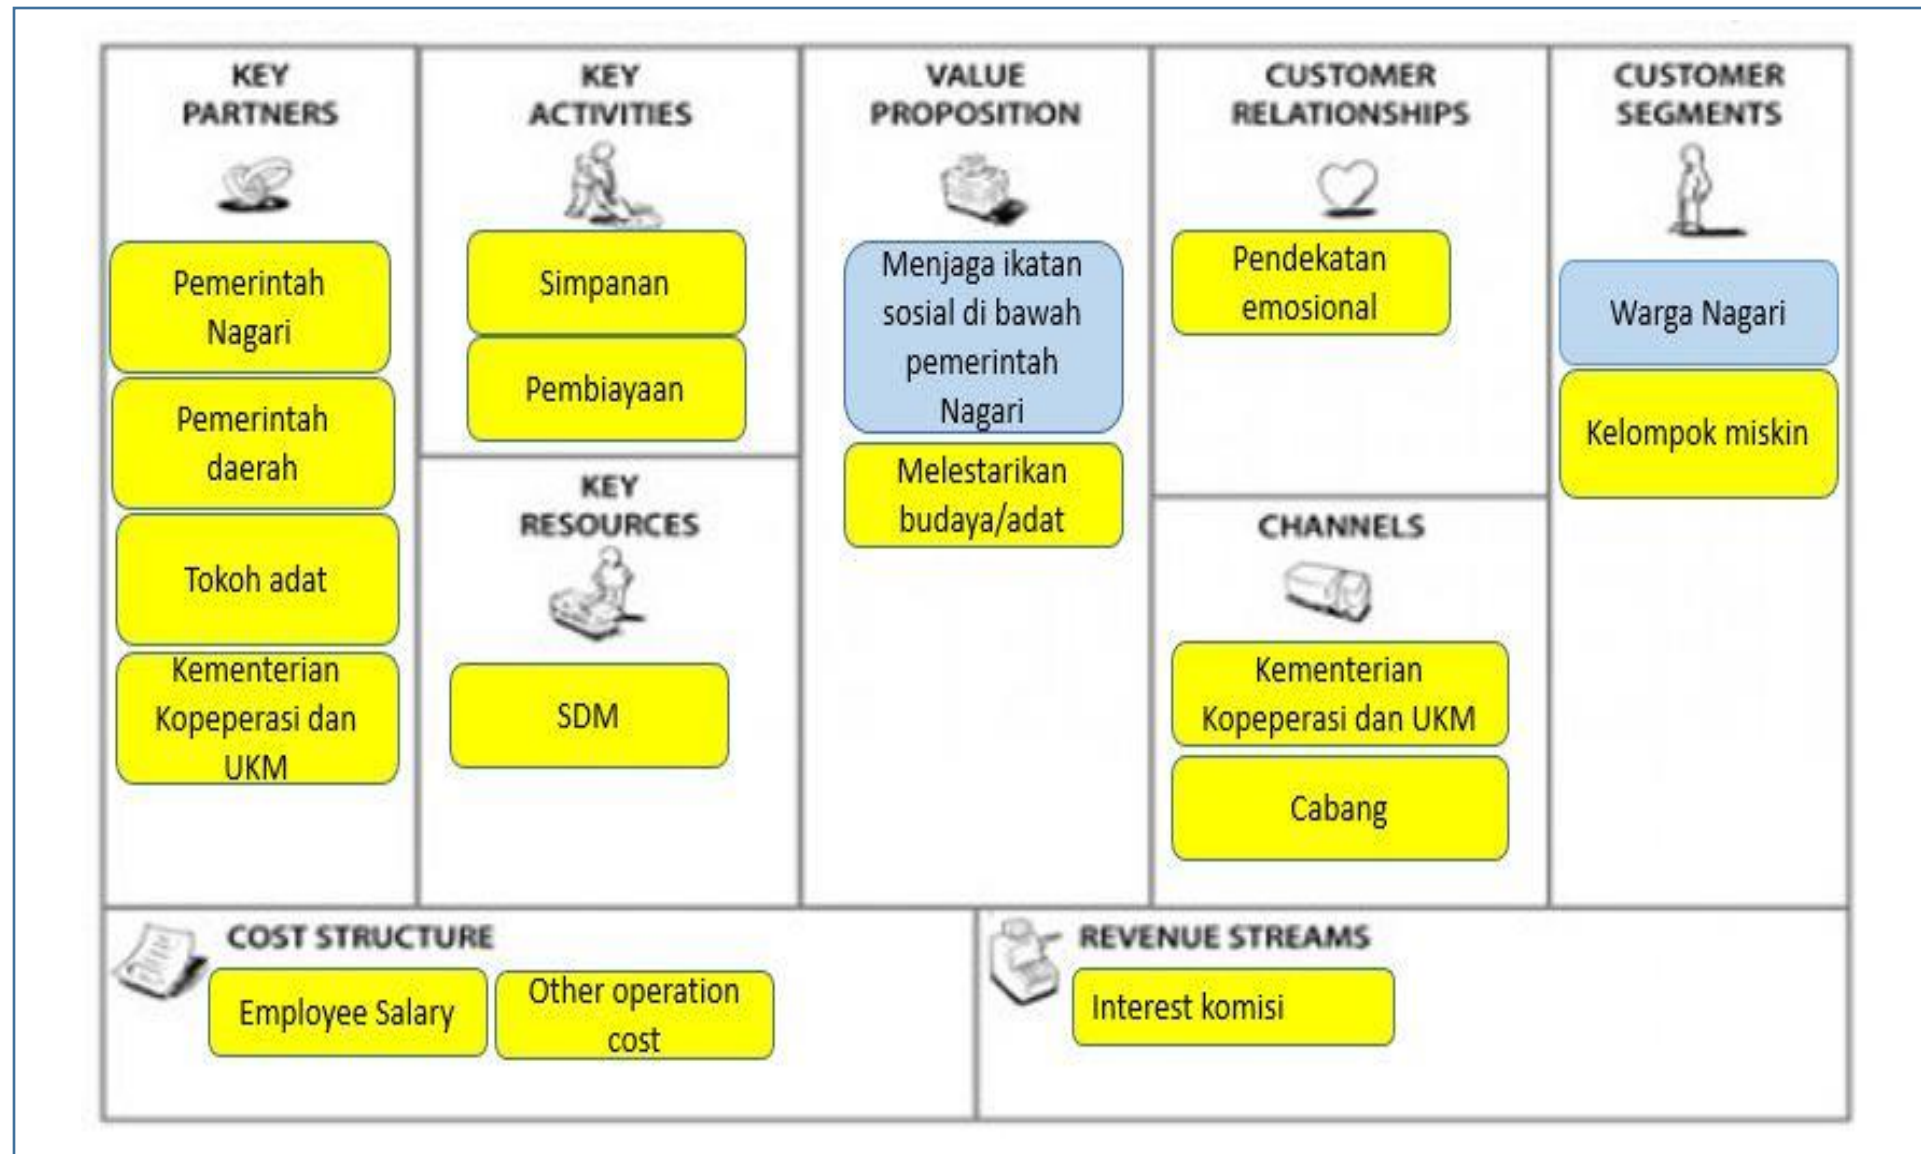 KEY
PARTNERS
Pemerintah
Nagari
Pemerintah
daerah
Tokoh adat
Kementerian
Kopeperasi dan
UKM
KEY
ACTIVITIES
Simpanan
Pembiayaan
KEY
RESOURCES
SDM
VALUE
PROPOSITION
Menjaga ikatan
sosial di bawah
pemerintah
Nagari
Melestarikan
budaya/adat
CUSTOMER
RELATIONSHIPS
Pendekatan
emosional
CHANNELS
Kementerian
Kopeperasi dan UKM
Cabang
CUSTOMER
SEGMENTS
Warga Nagari
Kelompok miskin
COST STRUCTURE
Employee Salary
Other operation
cost
REVENUE STREAMS
Interest komisi